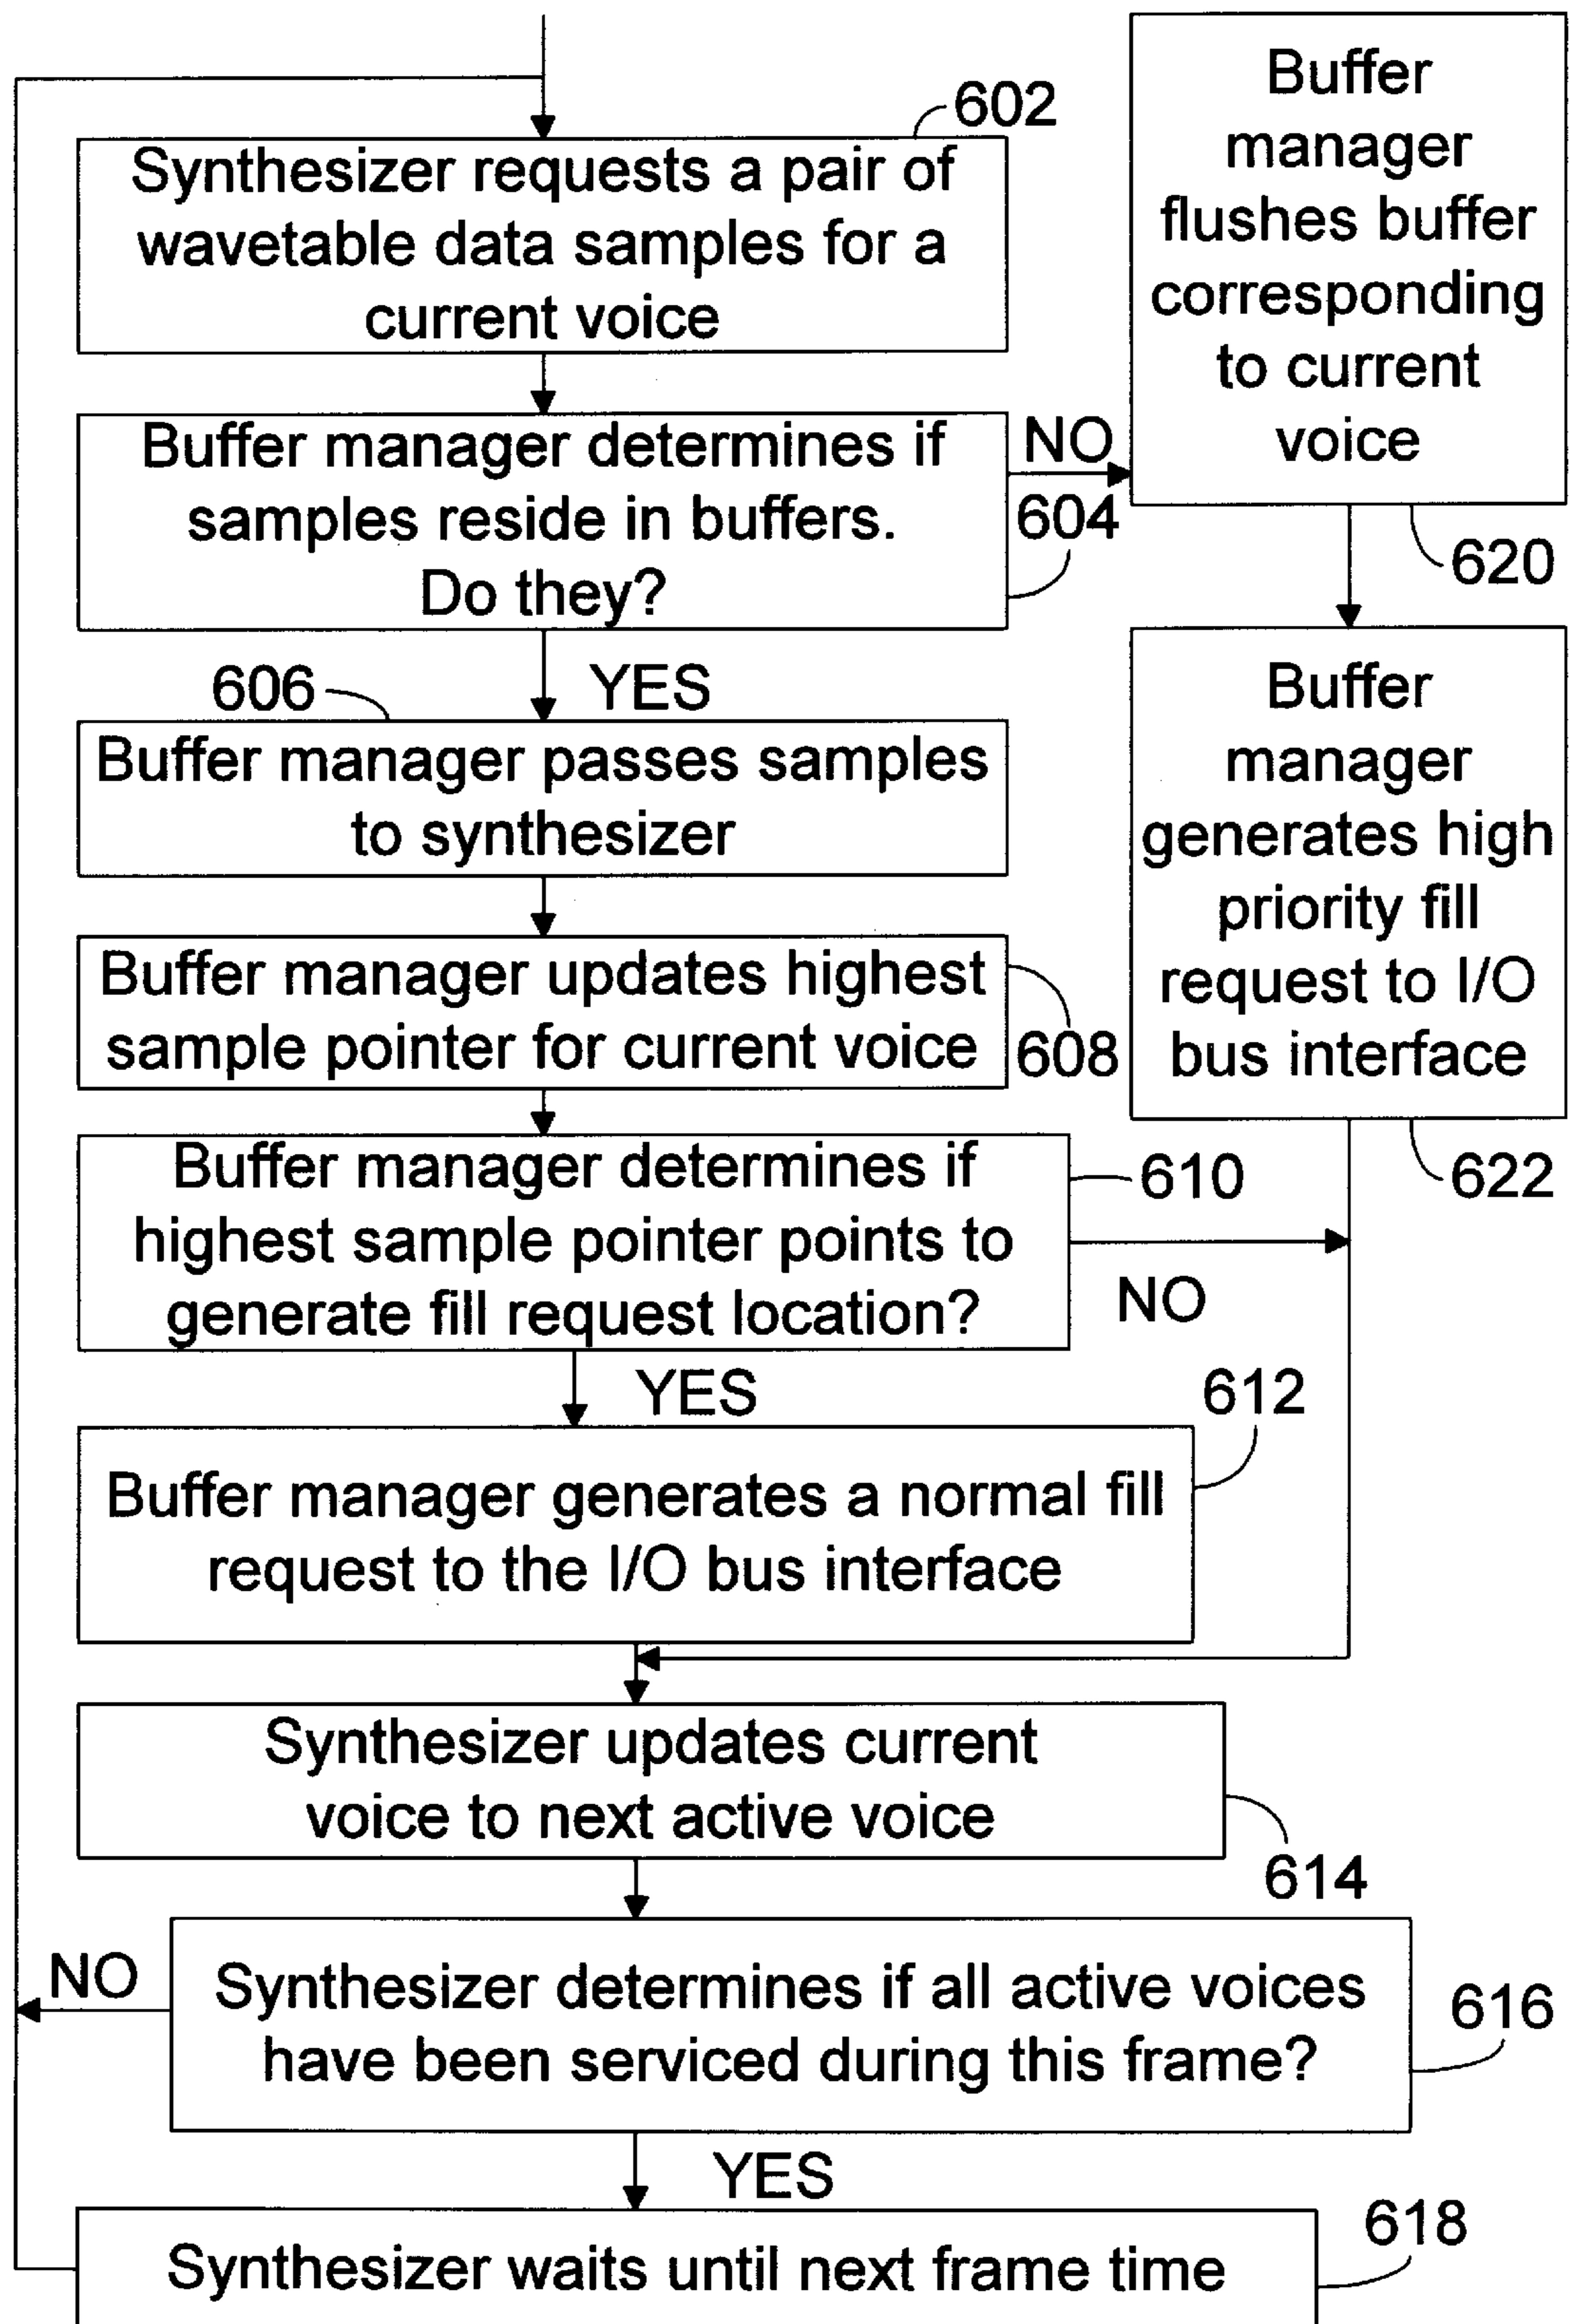 602
Synthesizer requests a pair of
wavetable data samples for a
current voice
Buffer manager determines if
samples reside in buffers.
Do they?
NO
604
YES
606
Buffer manager passes samples
to synthesizer
Buffer manager updates highest
sample pointer for current voice
608
Buffer manager determines if
highest sample pointer points to
generate fill request location?
610
NO
YES
612
Buffer manager generates a normal fill
request to the I/O bus interface
Synthesizer updates current
voice to next active voice
614
NO
Synthesizer determines if all active voices
have been serviced during this frame?
616
YES
618
Synthesizer waits until next frame time
Buffer
manager
flushes buffer
corresponding
to current
voice
620
Buffer
manager
generates high
priority fill
request to I/O
bus interface
622